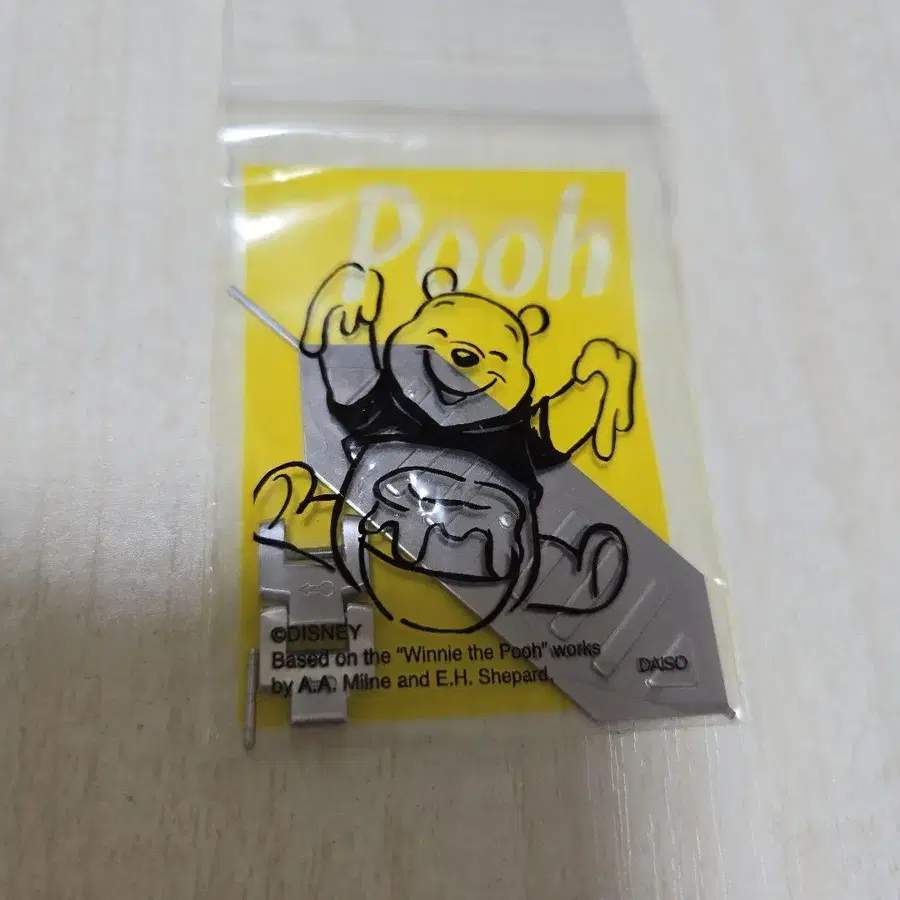 Pooh
©DISNEY
Based on the "Winnie the Pooh" works
by A.A. Milne and E.H. Shepard.
DAISO